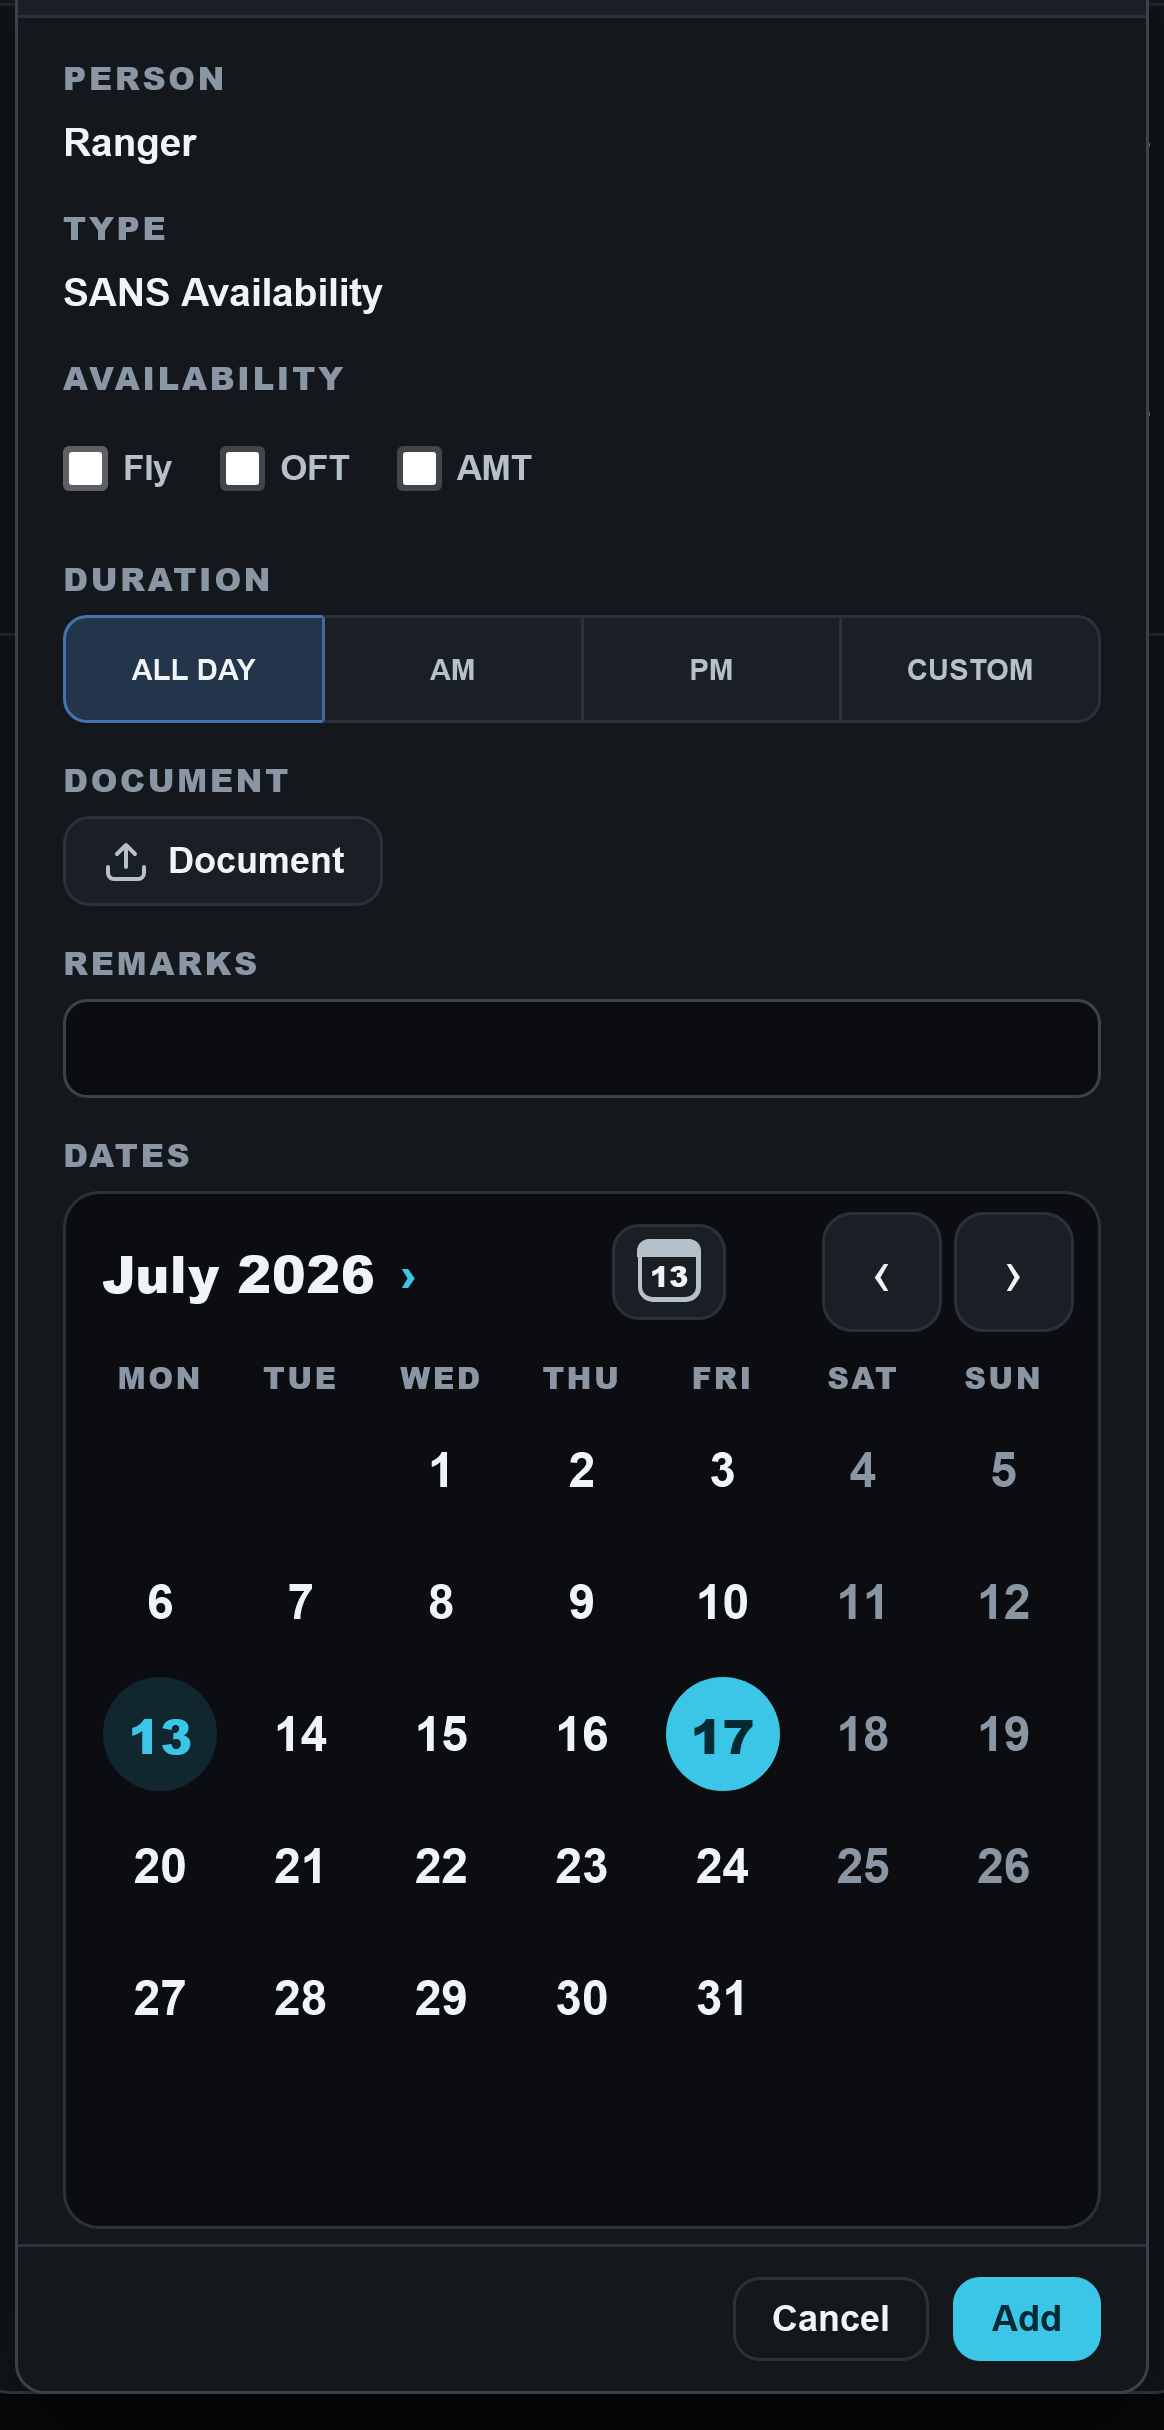 PERSON
Ranger
TYPE
SANS Availability
AVAILABILITY
Fly OFT AMT
DURATION
ALL DAY AM PM CUSTOM
DOCUMENT
Document
REMARKS
DATES
July 2026 › 13 ‹ ›
MON TUE WED THU FRI SAT SUN
1 2 3 4 5
6 7 8 9 10 11 12
13 14 15 16 17 18 19
20 21 22 23 24 25 26
27 28 29 30 31
Cancel Add